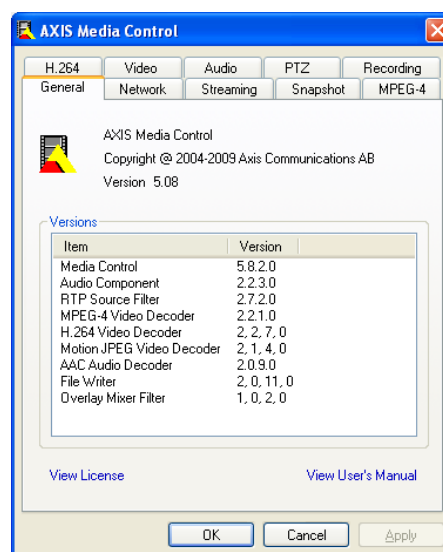 AXIS Media Control
H.264 Video Audio PTZ Recording
General Network Streaming Snapshot MPEG-4
AXIS Media Control
Copyright @ 2004-2009 Axis Communications AB
Version 5.08
Versions
Item Version
Media Control 5.8.2.0
Audio Component 2.2.3.0
RTP Source Filter 2.7.2.0
MPEG-4 Video Decoder 2.2.1.0
H.264 Video Decoder 2, 2, 7, 0
Motion JPEG Video Decoder 2, 1, 4, 0
AAC Audio Decoder 2.0.9.0
File Writer 2, 0, 11, 0
Overlay Mixer Filter 1, 0, 2, 0
View License View User's Manual
OK Cancel Apply